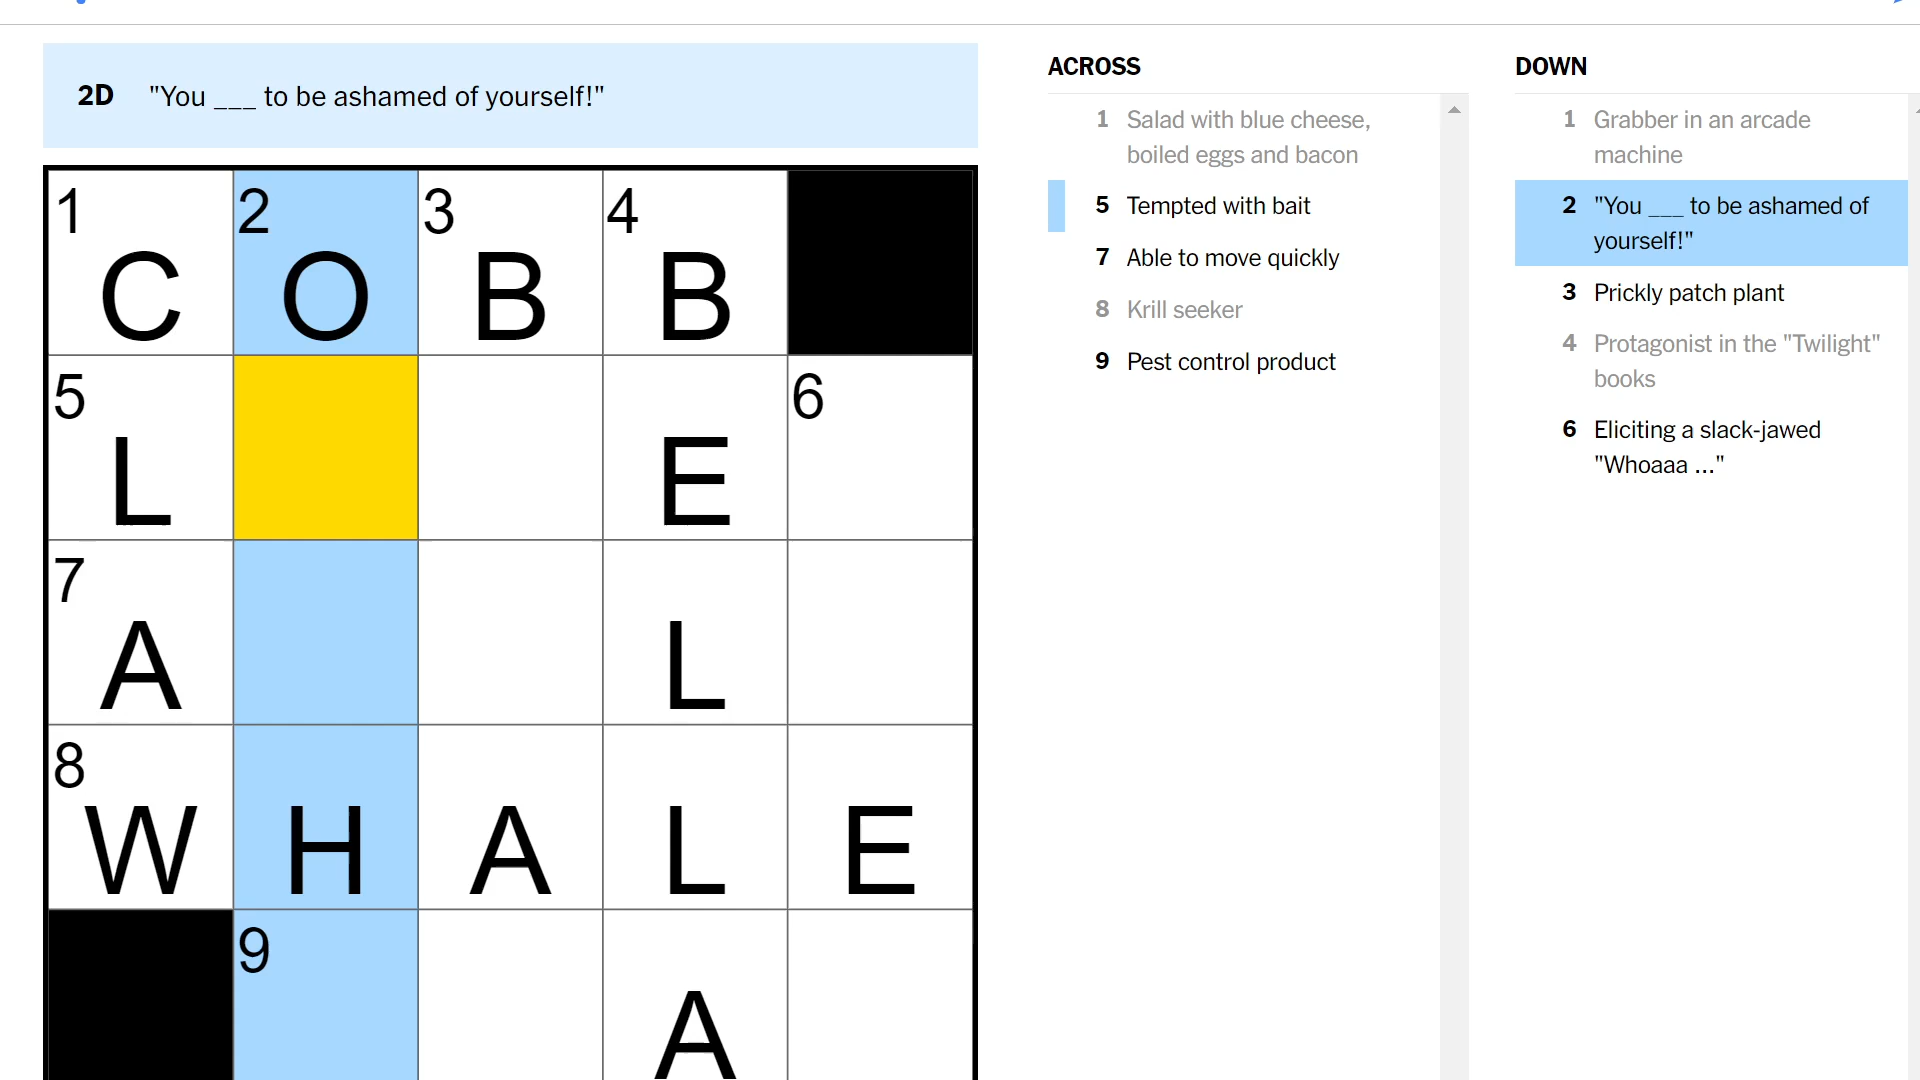 2D "You ___ to be ashamed of yourself!"
1 2 3 4
C O B B
5 6
L E
7
A L
8
W H A L E
9
A
ACROSS
1 Salad with blue cheese,
boiled eggs and bacon
5 Tempted with bait
7 Able to move quickly
8 Krill seeker
9 Pest control product
DOWN
1 Grabber in an arcade
machine
2 "You ___ to be ashamed of
yourself!"
3 Prickly patch plant
4 Protagonist in the "Twilight"
books
6 Eliciting a slack-jawed
"Whoaaa ..."